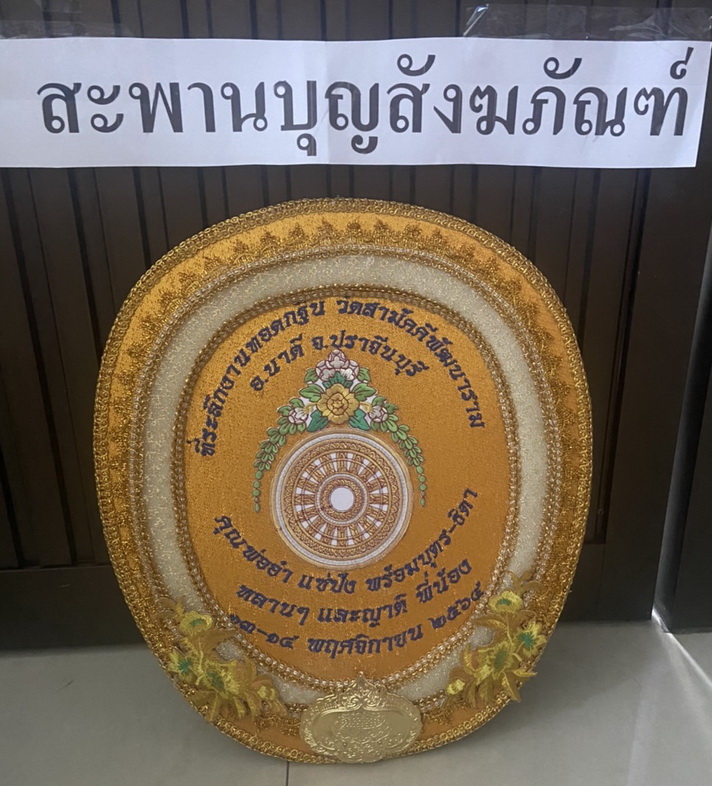 สะพานบุญสังฆภัณฑ์
ที่ระลึกงานทอดกฐิน วัดสามัคคีพัฒนาราม
อ.นาดี จ.ปราจีนบุรี
คุณพ่ออำ แซ่ปึง พร้อมบุตร-ธิดา
หลานๆ และญาติ พี่น้อง
๑๓-๑๔ พฤศจิกายน ๒๕๖๔